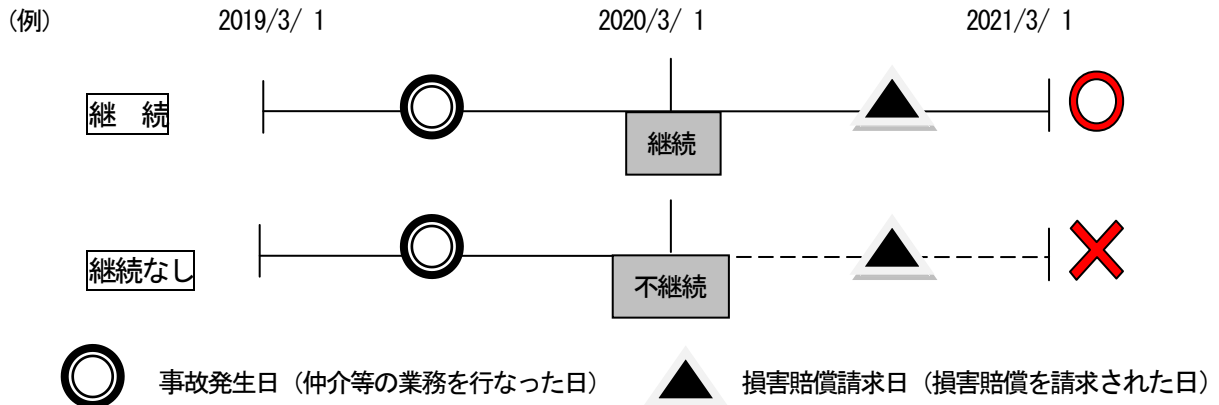 (例) 2019/3/ 1 2020/3/ 1 2021/3/ 1
継 続
継続
継続なし
不継続
事故発生日（仲介等の業務を行なった日） 損害賠償請求日（損害賠償を請求された日）